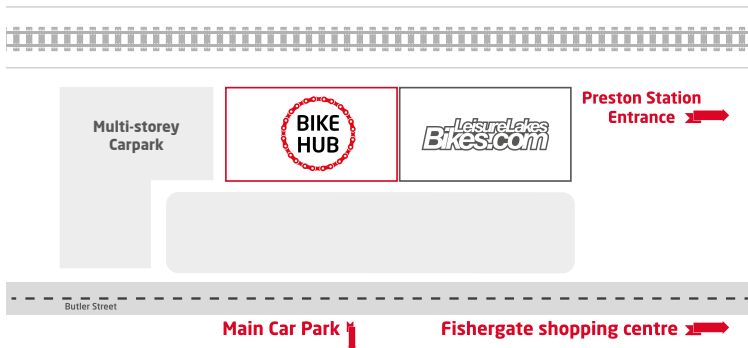 Multi-storey
Carpark
BIKE
HUB
LeisureLakes
Bikes.com
Preston Station
Entrance
Butler Street
Main Car Park
Fishergate shopping centre